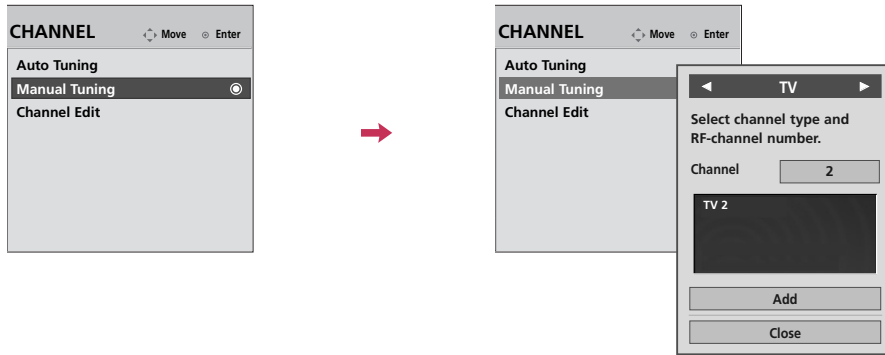 CHANNEL Move Enter
Auto Tuning
Manual Tuning
Channel Edit
CHANNEL Move Enter
Auto Tuning
Manual Tuning
Channel Edit
TV
Select channel type and
RF-channel number.
Channel 2
TV 2
Add
Close